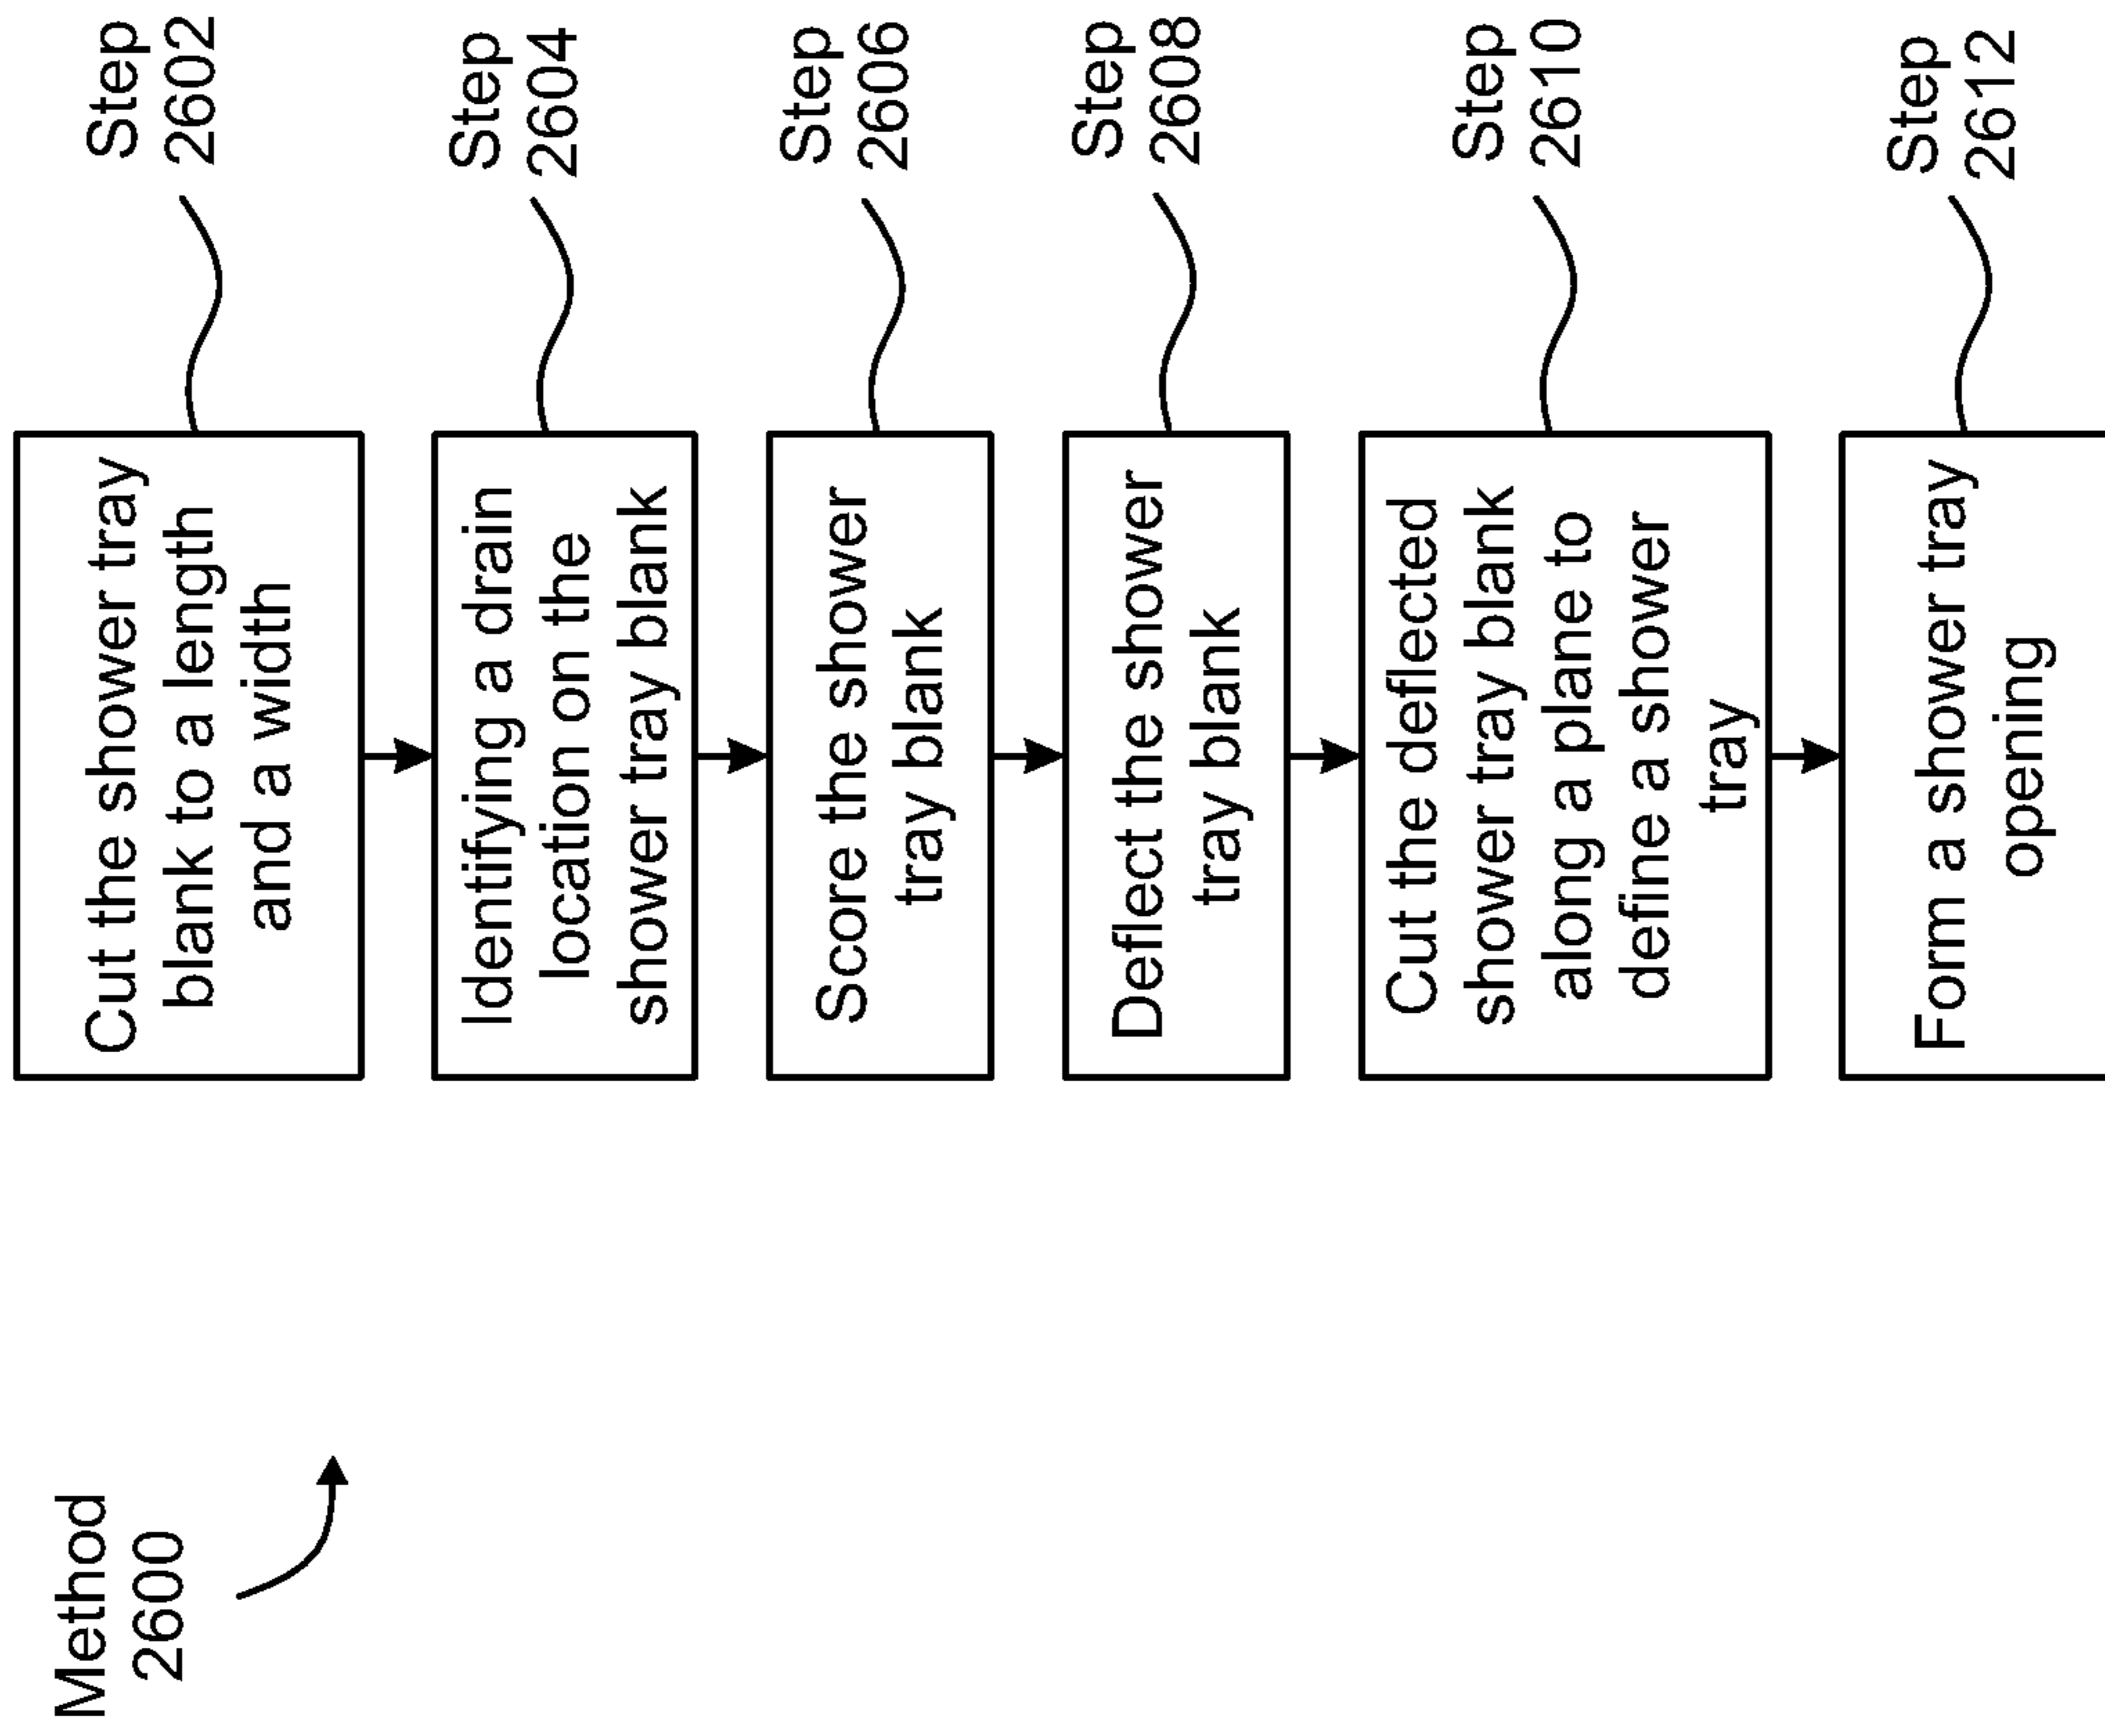 Method
2600
Cut the shower tray
blank to a length
and a width
Step
2602
Identifying a drain
location on the
shower tray blank
Step
2604
Score the shower
tray blank
Step
2606
Deflect the shower
tray blank
Step
2608
Cut the deflected
shower tray blank
along a plane to
define a shower
tray
Step
2610
Form a shower tray
opening
Step
2612